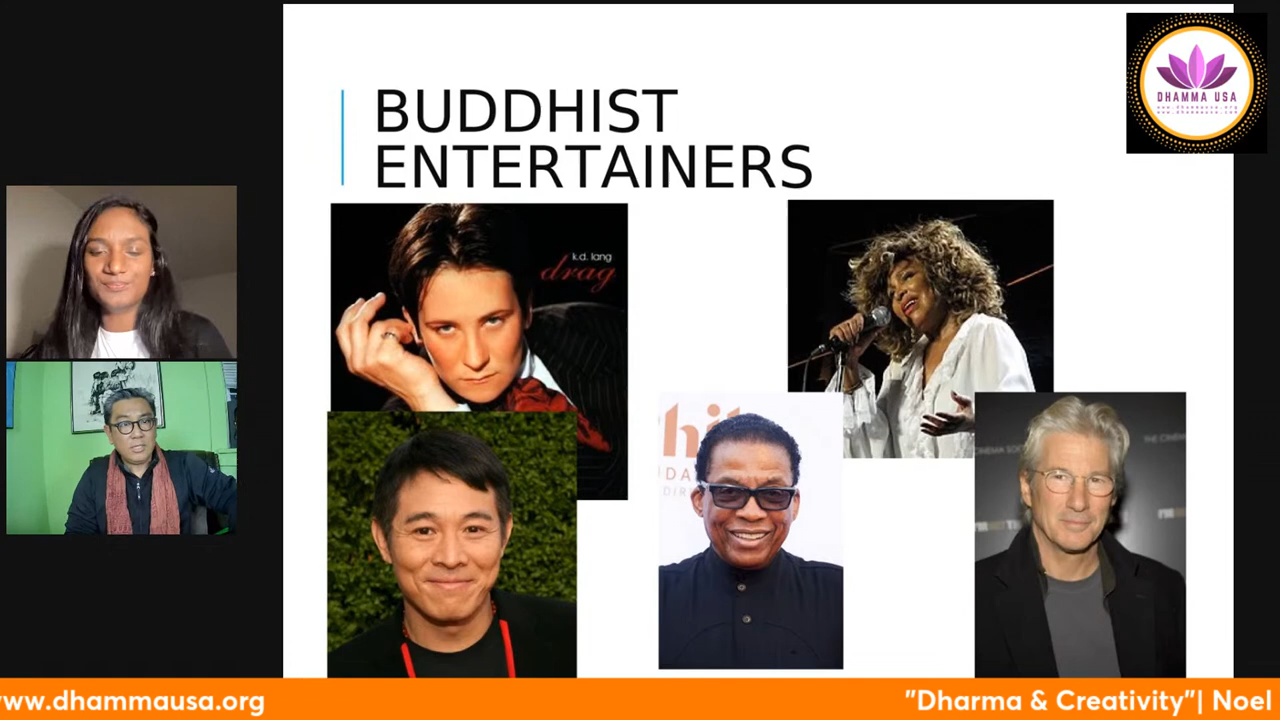 BUDDHIST
ENTERTAINERS
DHAMMA USA
k.d. lang
drag
www.dhammausa.org
"Dharma & Creativity"| Noel